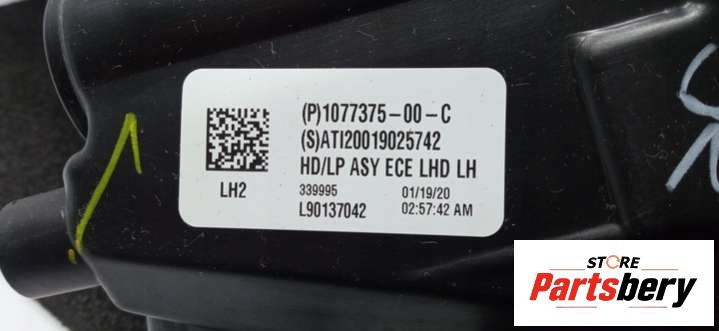 (P)1077375-00-C
(S)ATI20019025742
HD/LP ASY ECE LHD LH
LH2
339995 01/19/20
L90137042 02:57:42 AM
STORE
Partsbery